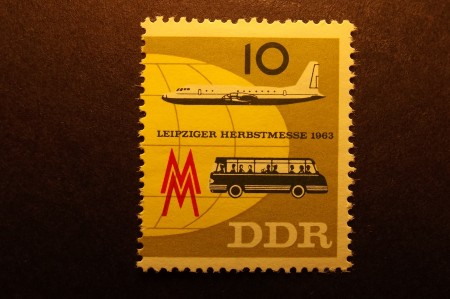 10
LEIPZIGER HERBSTMESSE 1963
MM
DDR